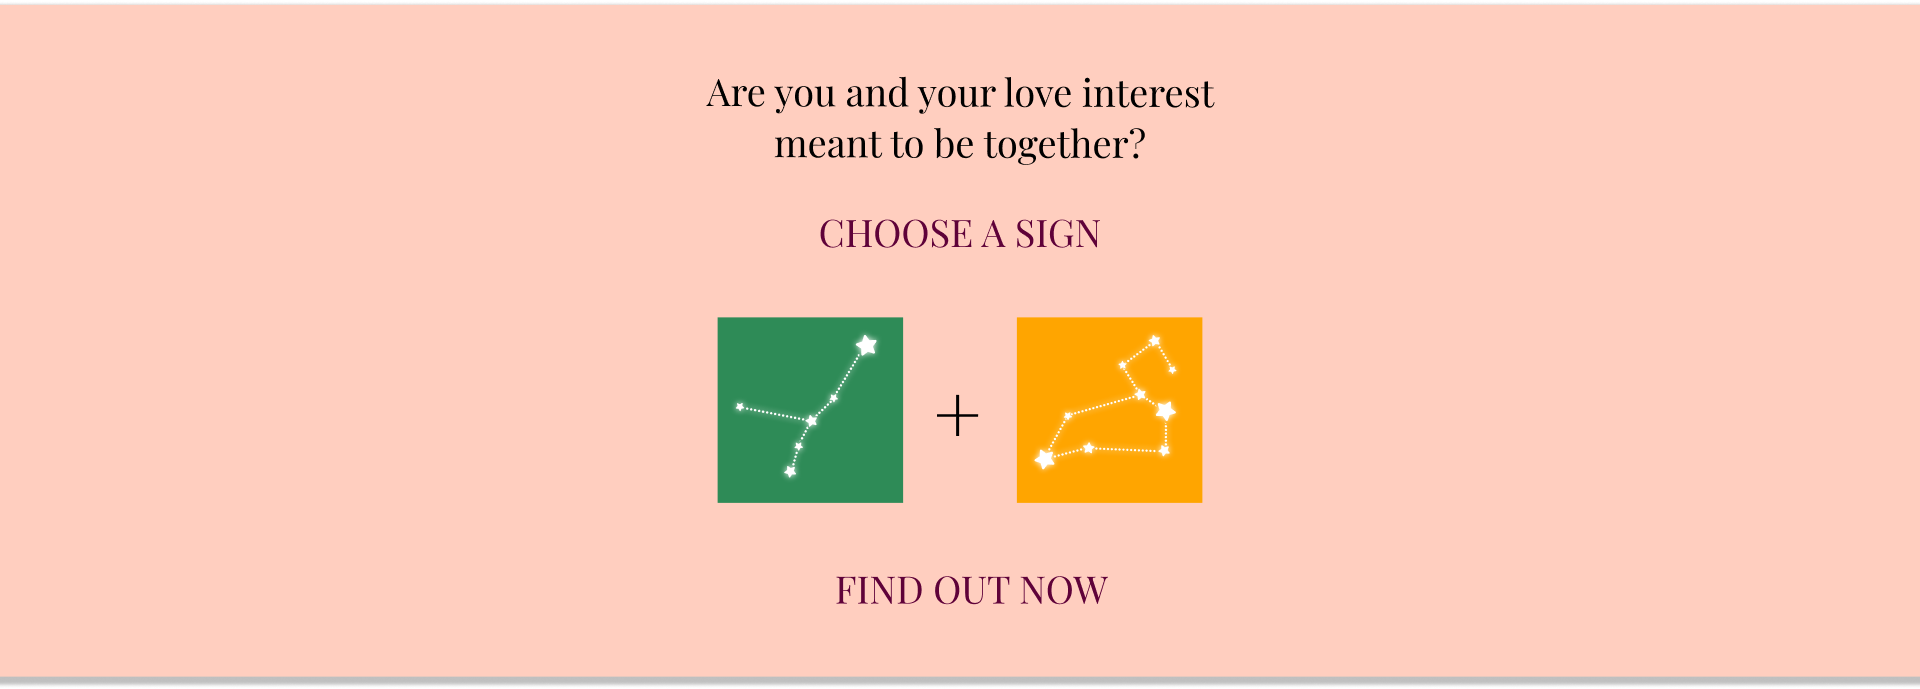 Are you and your love interest
meant to be together?
CHOOSE A SIGN
+
FIND OUT NOW